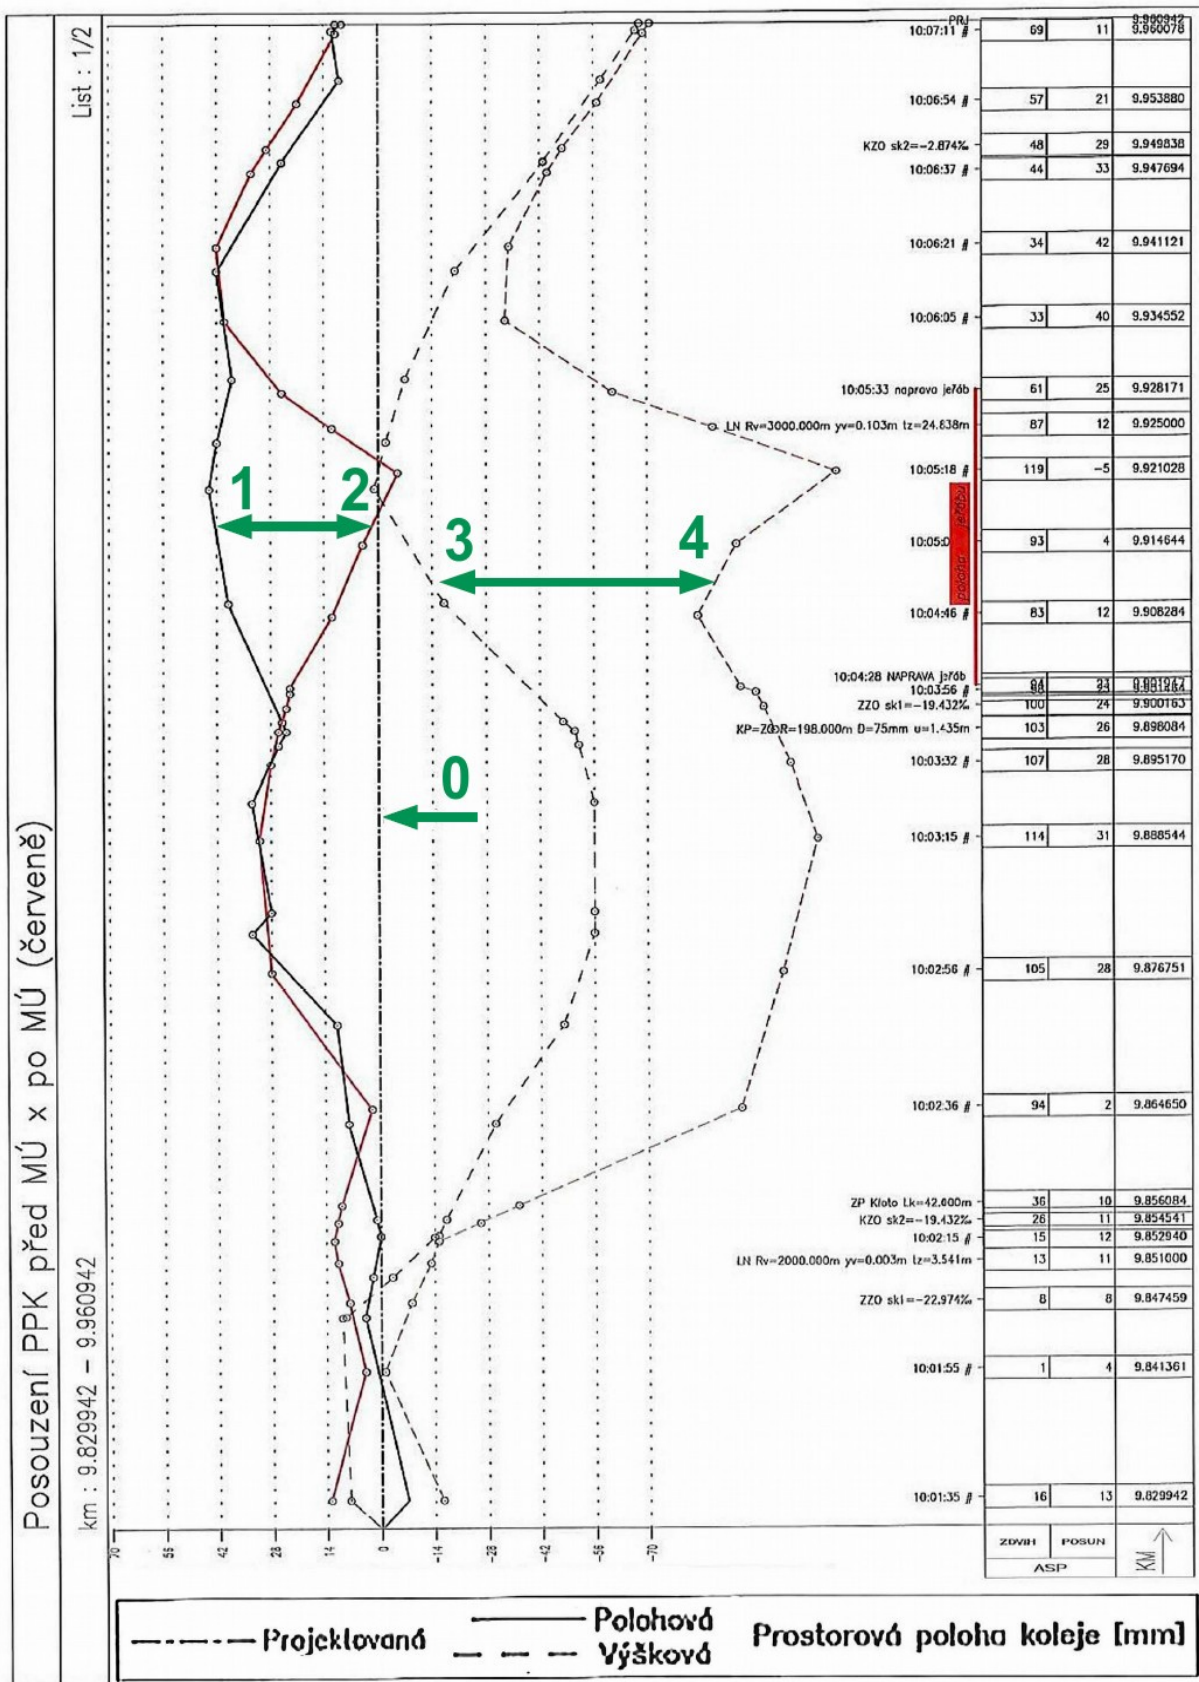 Posouzení PPK před MÚ x po MÚ (červeně)
km : 9.829942 – 9.960942
List : 1/2
PRJ 9.960942
10:07:11 # 69 11 9.960078
10:06:54 # 57 21 9.953880
KZO sk2=-2.874‰ 48 29 9.949838
10:06:37 # 44 33 9.947694
10:06:21 # 34 42 9.941121
10:06:05 # 33 40 9.934552
10:05:33 naprava jeřáb 61 25 9.928171
LN Rv=3000.000m yv=0.103m tz=24.838m 87 12 9.925000
10:05:18 # 119 -5 9.921028
1 2
poloha jeřábu
3 4
10:05:0 93 4 9.914644
10:04:46 # 83 12 9.908284
10:04:28 NAPRAVA jeřáb 94 23
10:03:56 #
ZZO sk1=-19.432‰ 100 24 9.900163
KP=ZO R=198.000m D=75mm u=1.435m 103 26 9.898084
10:03:32 # 107 28 9.895170
0
10:03:15 # 114 31 9.888544
10:02:56 # 105 28 9.876751
10:02:36 # 94 2 9.864650
ZP Kloto Lk=42.000m 36 10 9.856084
KZO sk2=-19.432‰ 26 11 9.854541
10:02:15 # 15 12 9.852940
LN Rv=2000.000m yv=0.003m tz=3.541m 13 11 9.851000
ZZO sk1=-22.974‰ 8 8 9.847459
10:01:55 # 1 4 9.841361
10:01:35 # 16 13 9.829942
70 56 42 28 14 0 -14 -28 -42 -56 -70
ZDVIH POSUN
ASP
KM
Projektovaná
Polohová
Výšková
Prostorová poloha koleje [mm]